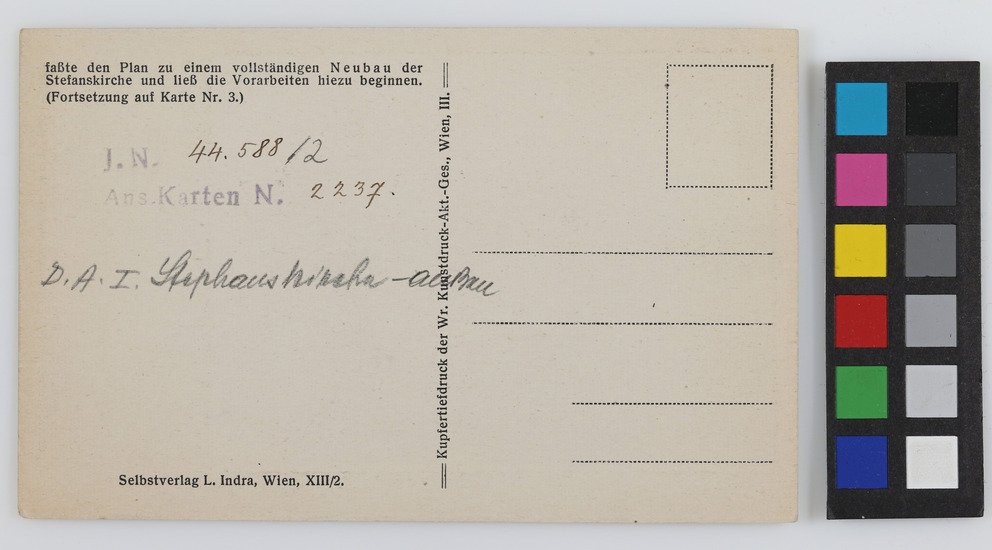 faßte den Plan zu einem vollständigen Neubau der
Stefanskirche und ließ die Vorarbeiten hiezu beginnen.
(Fortsetzung auf Karte Nr. 3.)
J. N. 44.588/2
Ans.Karten N. 2237.
D. A. I. Stephanskirche - außen
Selbstverlag L. Indra, Wien, XIII/2.
Kupfertiefdruck der Wr. Kunstdruck-Akt.-Ges., Wien, III.